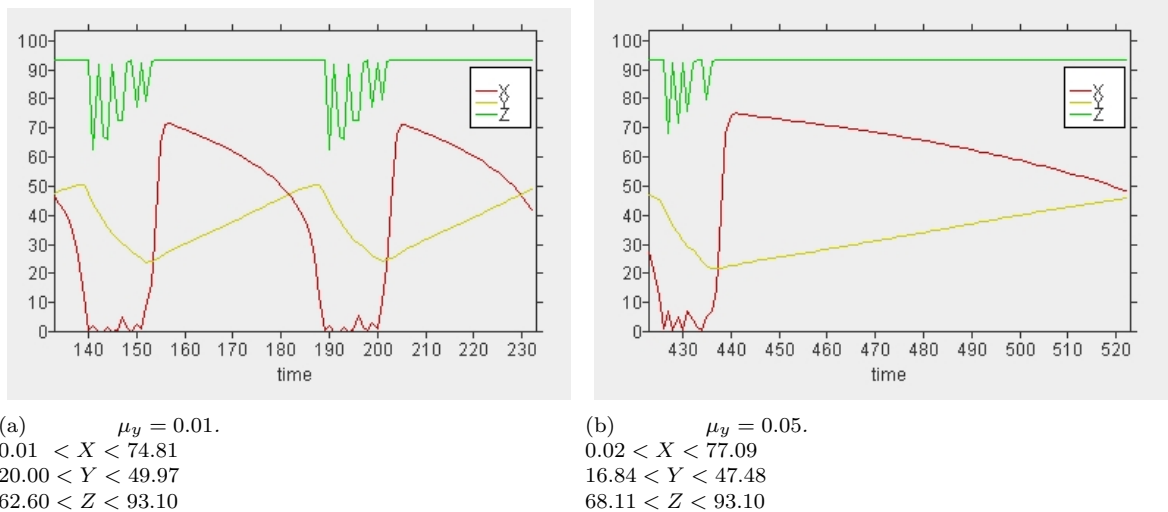 100
90
80
70
60
50
40
30
20
10
0
140 150 160 170 180 190 200 210 220 230
time
X
Y
Z
100
90
80
70
60
50
40
30
20
10
0
430 440 450 460 470 480 490 500 510 520
time
X
Y
Z
(a) μy = 0.01.
0.01 < X < 74.81
20.00 < Y < 49.97
62.60 < Z < 93.10
(b) μy = 0.05.
0.02 < X < 77.09
16.84 < Y < 47.48
68.11 < Z < 93.10